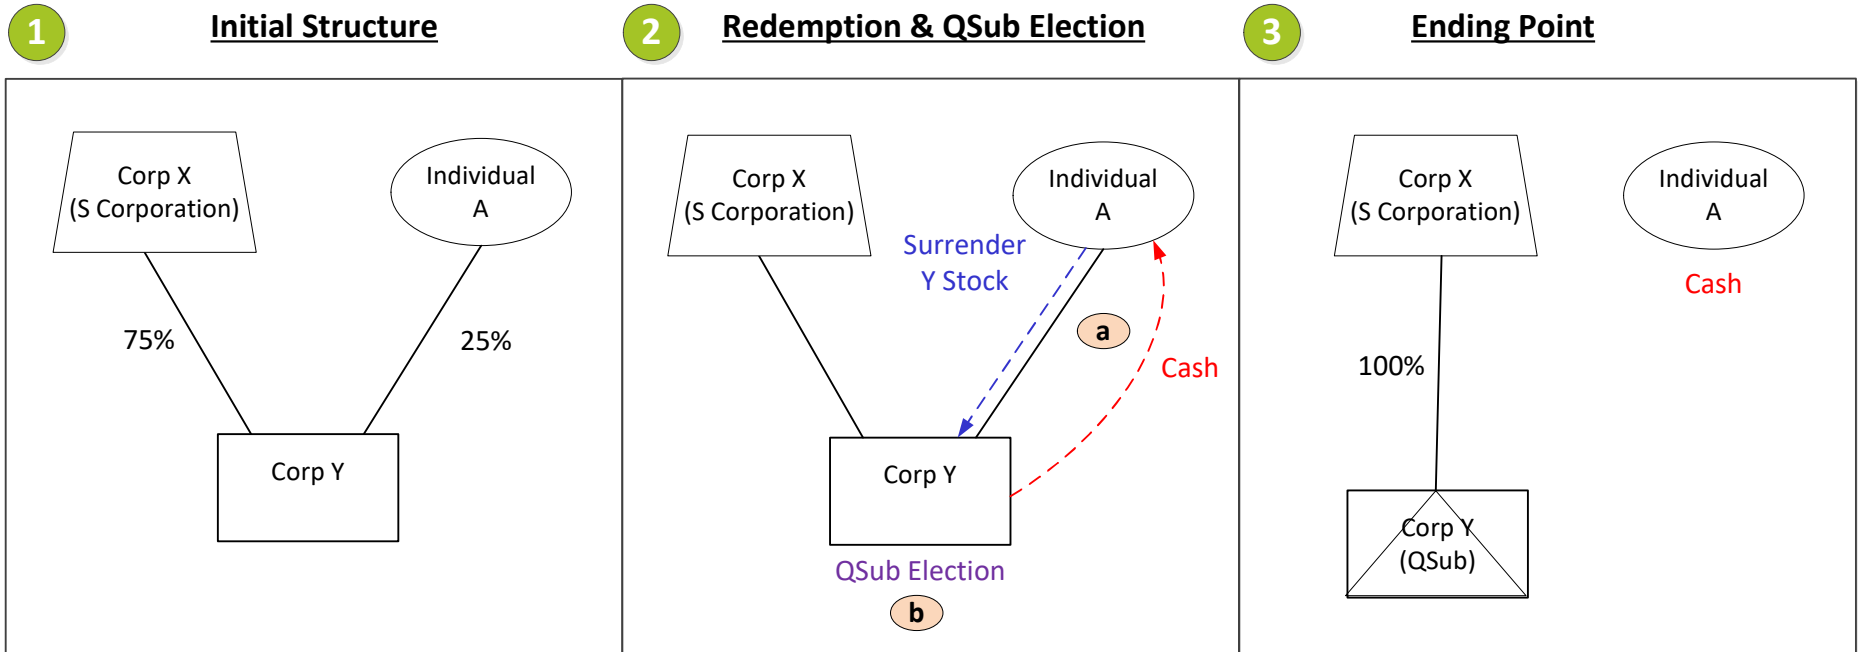 1
Initial Structure
Corp X
(S Corporation)
Individual
A
75%
25%
Corp Y
2
Redemption & QSub Election
Corp X
(S Corporation)
Individual
A
Surrender
Y Stock
a
Cash
Corp Y
QSub Election
b
3
Ending Point
Corp X
(S Corporation)
Individual
A
Cash
100%
Corp Y
(QSub)